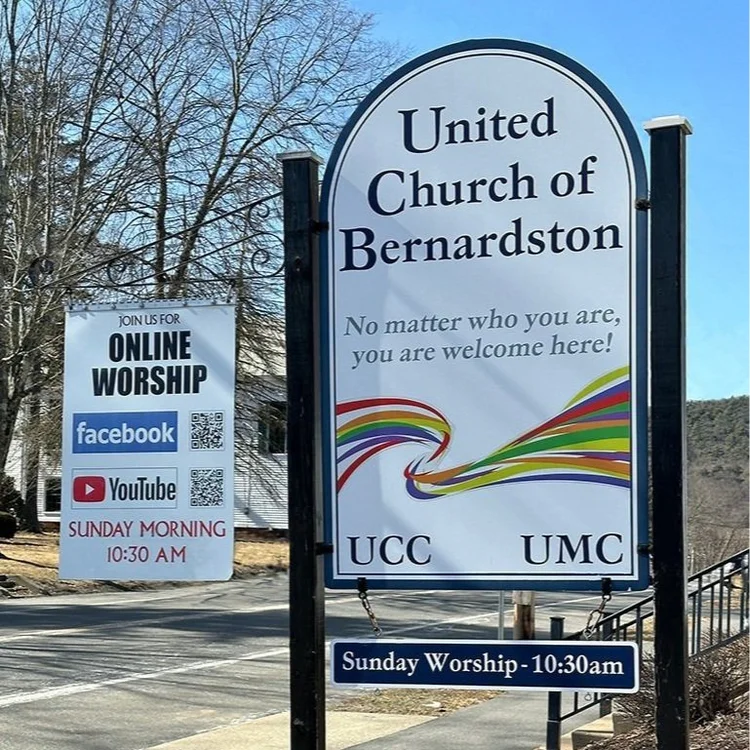 United
Church of
Bernardston
No matter who you are,
you are welcome here!
UCC UMC
Sunday Worship - 10:30am
JOIN US FOR
ONLINE
WORSHIP
facebook
YouTube
SUNDAY MORNING
10:30 AM